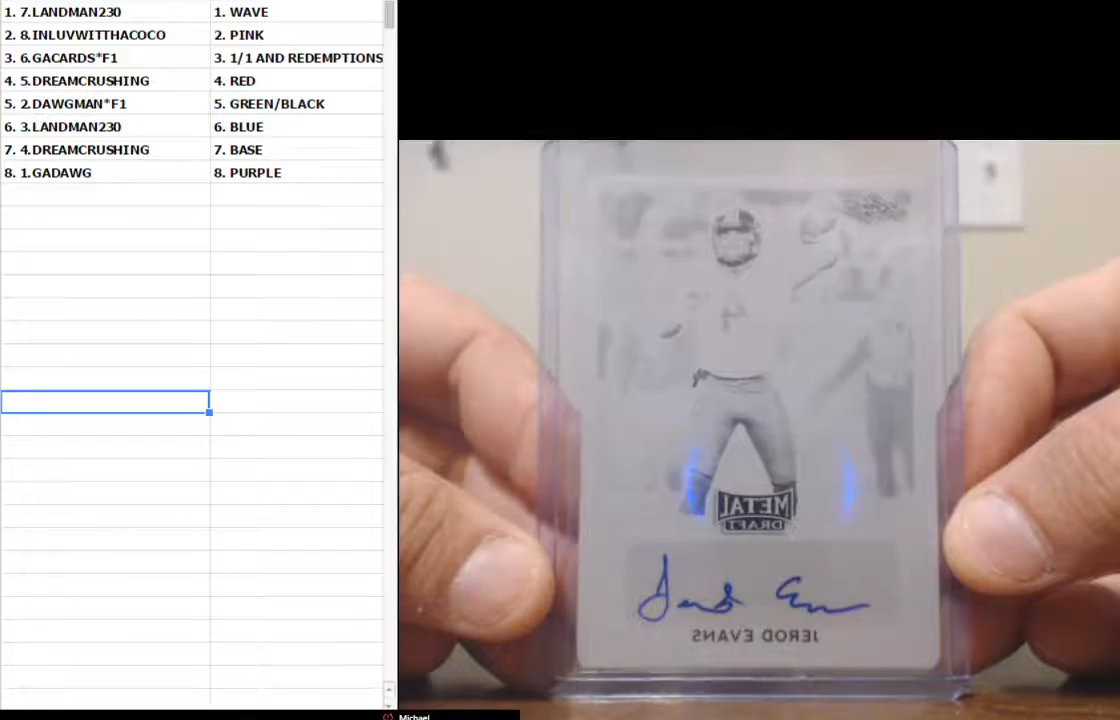 1. 7.LANDMAN230 1. WAVE
2. 8.INLUVWITTHACOCO 2. PINK
3. 6.GACARDS*F1 3. 1/1 AND REDEMPTIONS
4. 5.DREAMCRUSHING 4. RED
5. 2.DAWGMAN*F1 5. GREEN/BLACK
6. 3.LANDMAN230 6. BLUE
7. 4.DREAMCRUSHING 7. BASE
8. 1.GADAWG 8. PURPLE
METAL
DRAFT
Jerod Evans
JEROD EVANS
Michael